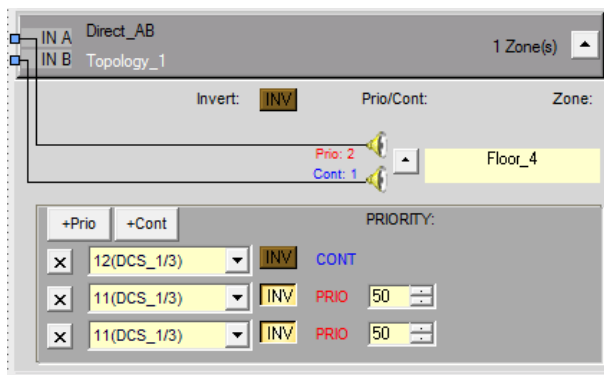 IN A Direct_AB
IN B Topology_1
1 Zone(s)
Invert: INV Prio/Cont: Zone:
Prio: 2
Cont: 1
Floor_4
+Prio +Cont PRIORITY:
× 12(DCS_1/3) INV CONT
× 11(DCS_1/3) INV PRIO 50
× 11(DCS_1/3) INV PRIO 50